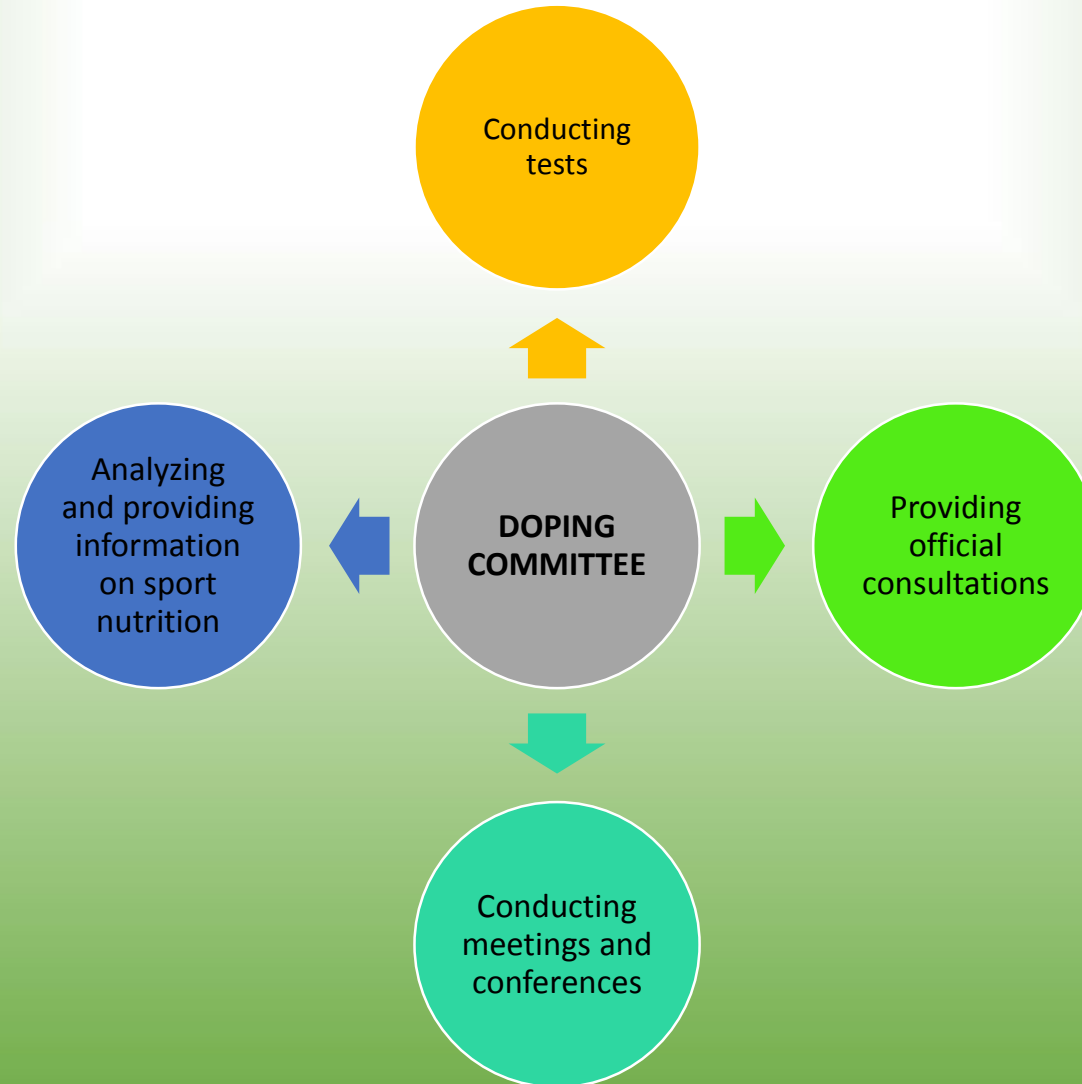 Conducting
tests
Analyzing
and providing
information
on sport
nutrition
DOPING
COMMITTEE
Providing
official
consultations
Conducting
meetings and
conferences